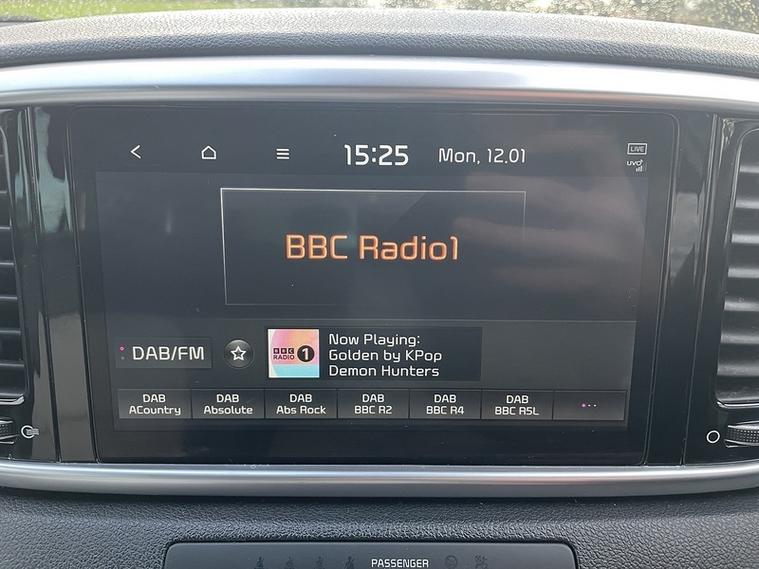 15:25 Mon, 12.01 LIVE
UVO
BBC Radio1
DAB/FM
BBC RADIO 1
Now Playing:
Golden by KPop
Demon Hunters
DAB ACountry
DAB Absolute
DAB Abs Rock
DAB BBC R2
DAB BBC R4
DAB BBC R5L
PASSENGER